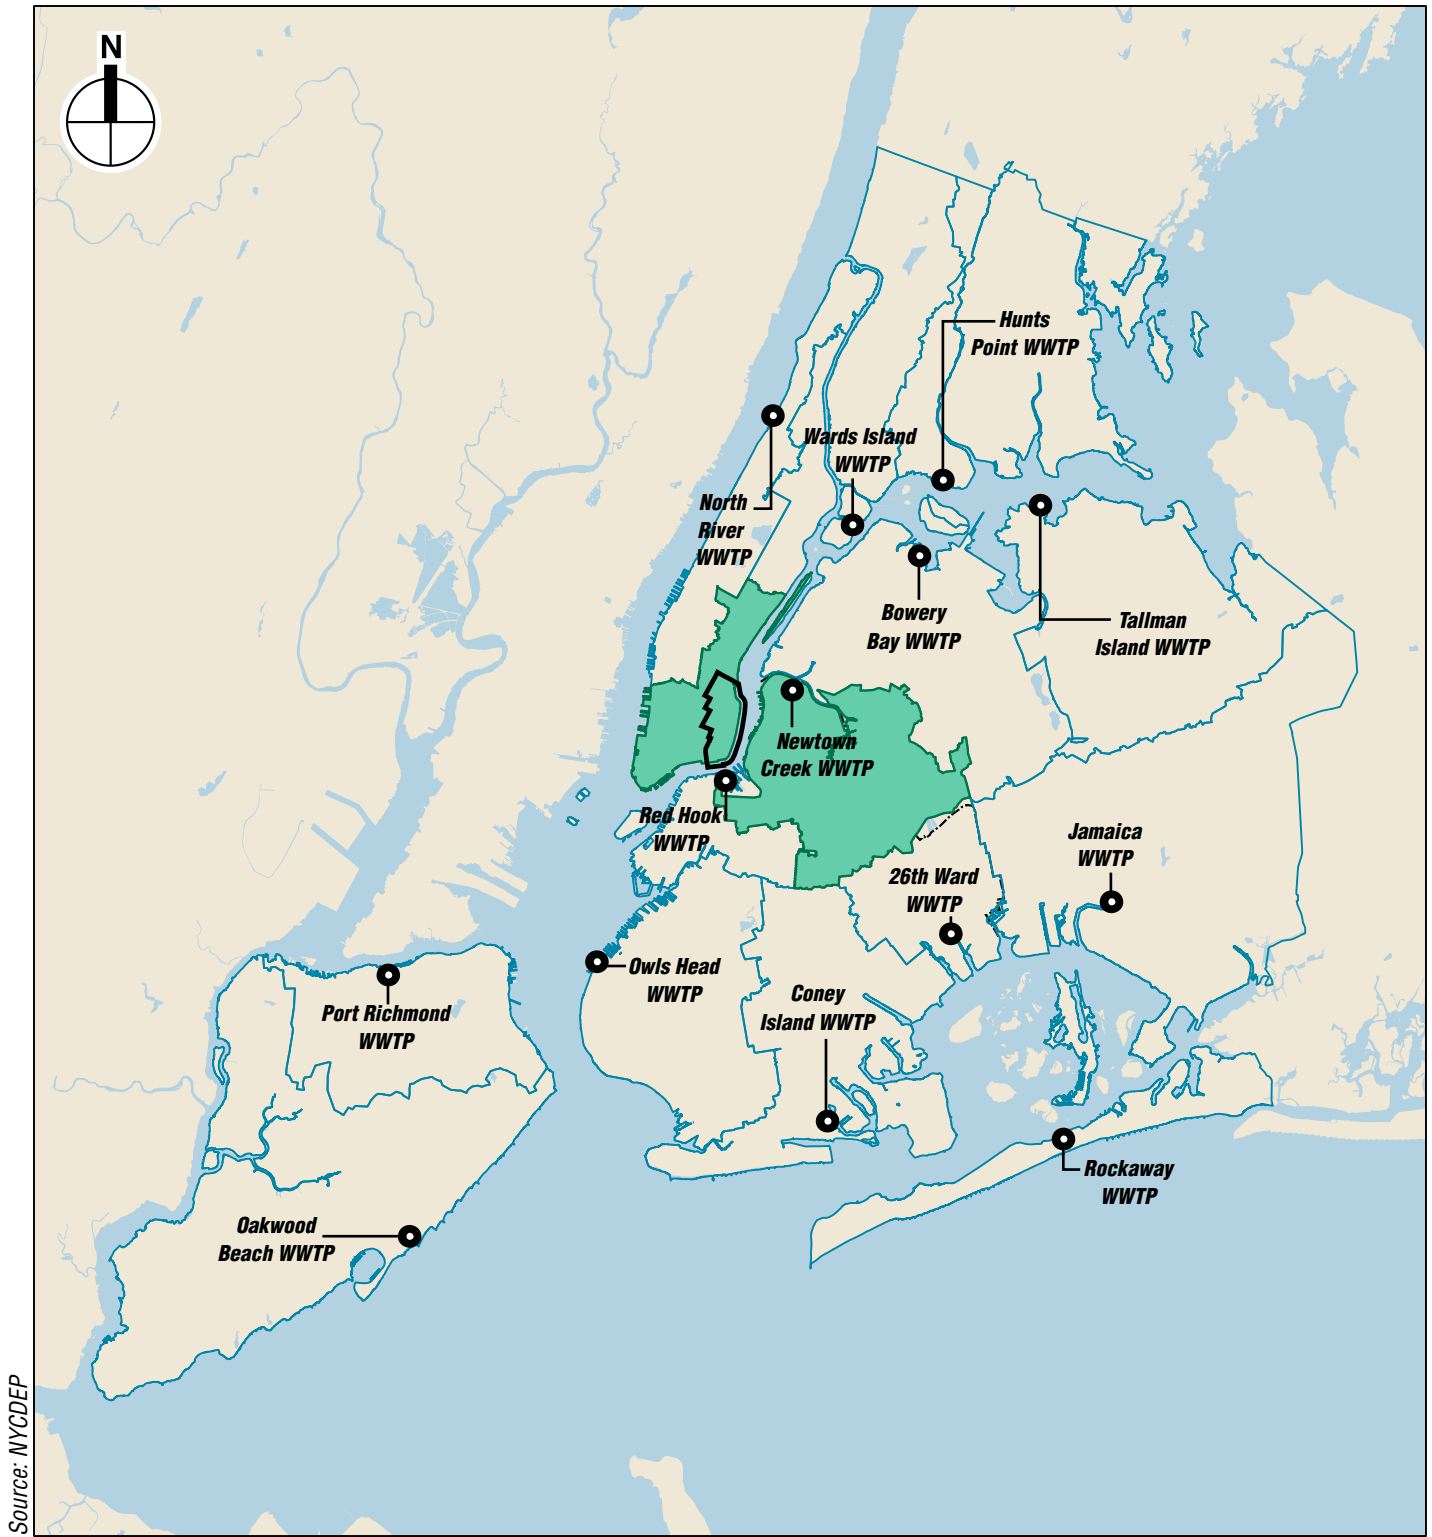 N
Hunts
Point WWTP
Wards Island
WWTP
North
River
WWTP
Bowery
Bay WWTP
Tallman
Island WWTP
Newtown
Creek WWTP
Red Hook
WWTP
Jamaica
WWTP
26th Ward
WWTP
Owls Head
WWTP
Coney
Island WWTP
Port Richmond
WWTP
Rockaway
WWTP
Oakwood
Beach WWTP
Source: NYCDEP